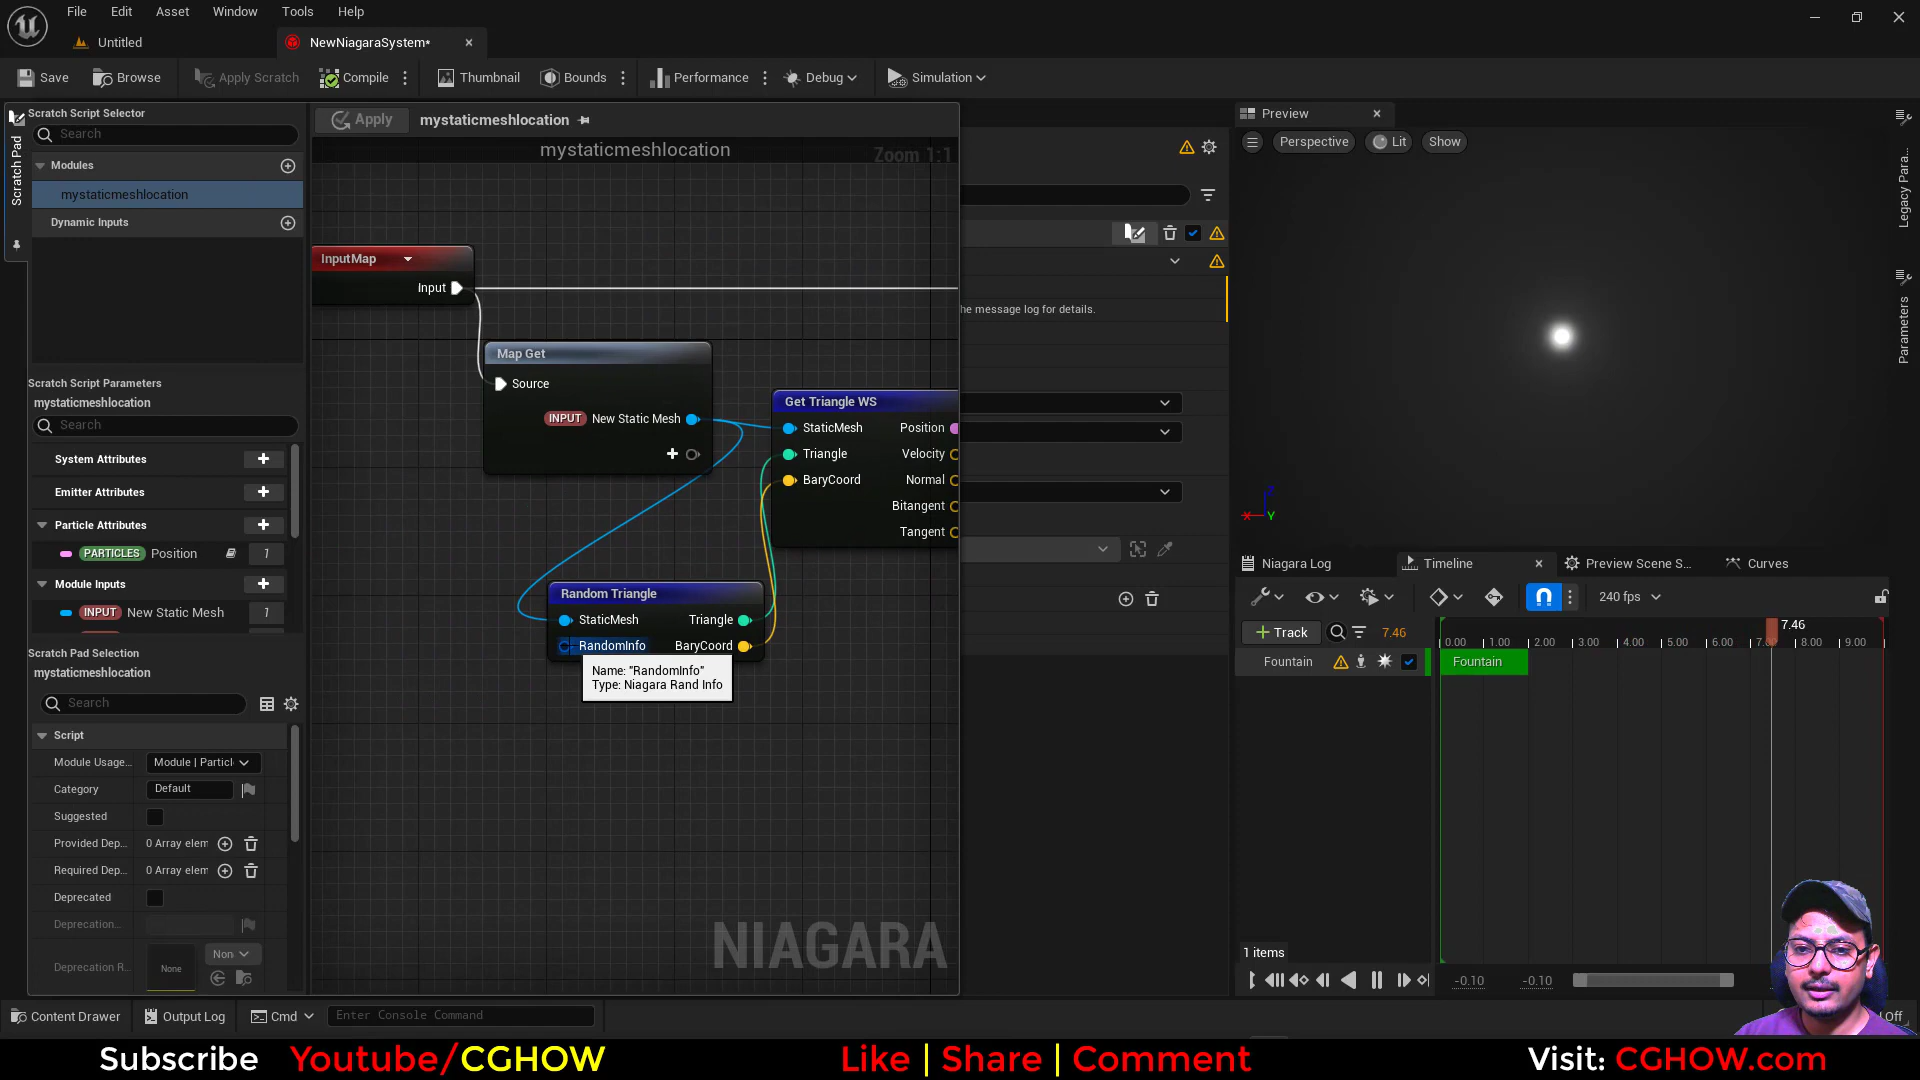 File Edit Asset Window Tools Help
Untitled
NewNiagaraSystem*
Save Browse Apply Scratch Compile Thumbnail Bounds Performance Debug Simulation
Scratch Pad
Scratch Script Selector
Search
Modules
mystaticmeshlocation
Dynamic Inputs
Scratch Script Parameters
mystaticmeshlocation
Search
System Attributes
Emitter Attributes
Particle Attributes
PARTICLES Position 1
Module Inputs
INPUT New Static Mesh 1
Scratch Pad Selection
mystaticmeshlocation
Search
Script
Module Usage...
Category Default
Suggested
Provided Dep... 0 Array elem
Required Dep... 0 Array elem
Deprecated
Deprecation...
Deprecation R... None Non
Apply mystaticmeshlocation
mystaticmeshlocation
Zoom 1:1
InputMap
Input
Map Get
Source
INPUT New Static Mesh
Get Triangle WS
StaticMesh Position
Triangle Velocity
BaryCoord Normal
Bitangent
Tangent
Random Triangle
StaticMesh Triangle
RandomInfo BaryCoord
Name: "RandomInfo"
Type: Niagara Rand Info
NIAGARA
he message log for details.
Preview
Perspective Lit Show
X Y Z
Legacy Para...
Parameters
Niagara Log Timeline Preview Scene S... Curves
240 fps
Track 7.46 7.46
0.00 1.00 2.00 3.00 4.00 5.00 6.00 8.00 9.00
Fountain Fountain
1 items
-0.10 -0.10
Content Drawer Output Log Cmd Enter Console Command Off
Subscribe Youtube/CGHOW Like | Share | Comment Visit: CGHOW.com